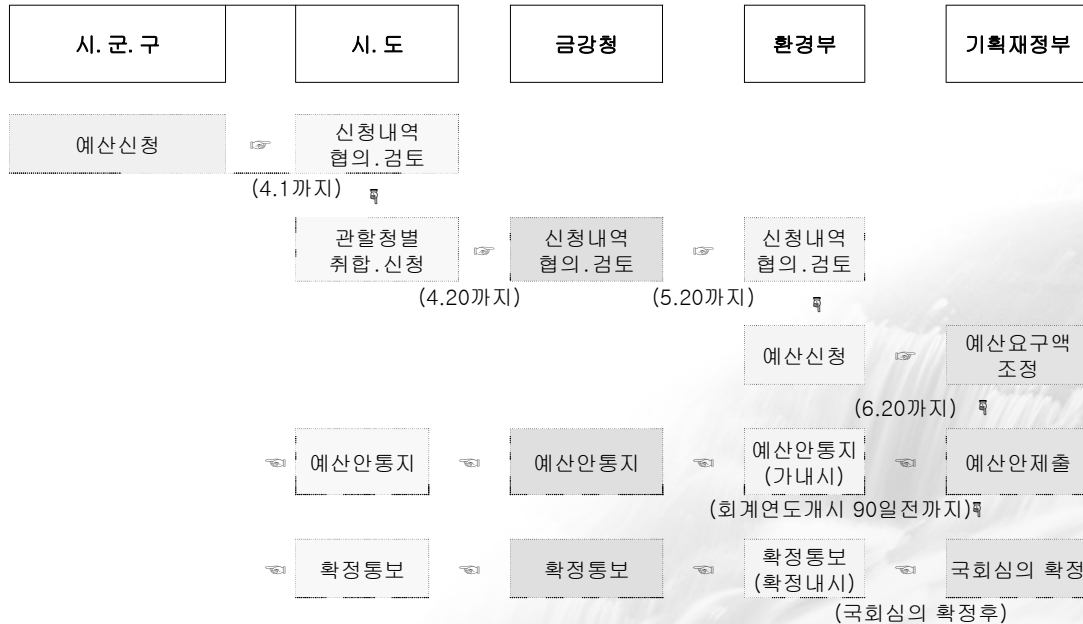 시. 군. 구
시. 도
금강청
환경부
기획재정부
예산신청
☞
신청내역
협의.검토
(4.1까지)
☟
관할청별
취합.신청
☞
신청내역
협의.검토
☞
신청내역
협의.검토
(4.20까지)
(5.20까지)
☟
예산신청
☞
예산요구액
조정
(6.20까지)
☟
☜
예산안통지
☜
예산안통지
☜
예산안통지
(가내시)
☜
예산안제출
(회계연도개시 90일전까지)☟
☜
확정통보
☜
확정통보
☜
확정통보
(확정내시)
☜
국회심의 확정
(국회심의 확정후)